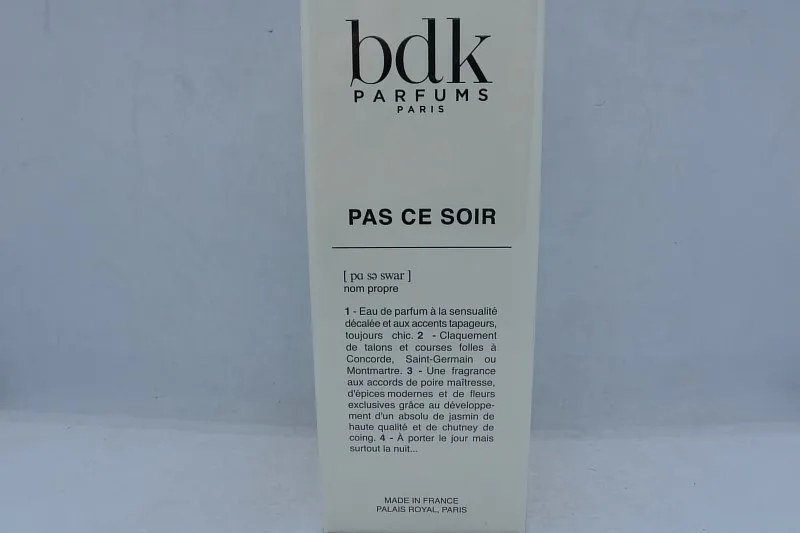 bdk
PARFUMS
PARIS
PAS CE SOIR
[ pɑ sə swar ]
nom propre
1 - Eau de parfum à la sensualité
décalée et aux accents tapageurs,
toujours chic. 2 - Claquement
de talons et courses folles à
Concorde, Saint-Germain ou
Montmartre. 3 - Une fragrance
aux accords de poire maîtresse,
d'épices modernes et de fleurs
exclusives grâce au développe-
ment d'un absolu de jasmin de
haute qualité et de chutney de
coing. 4 - À porter le jour mais
surtout la nuit...
MADE IN FRANCE
PALAIS ROYAL, PARIS